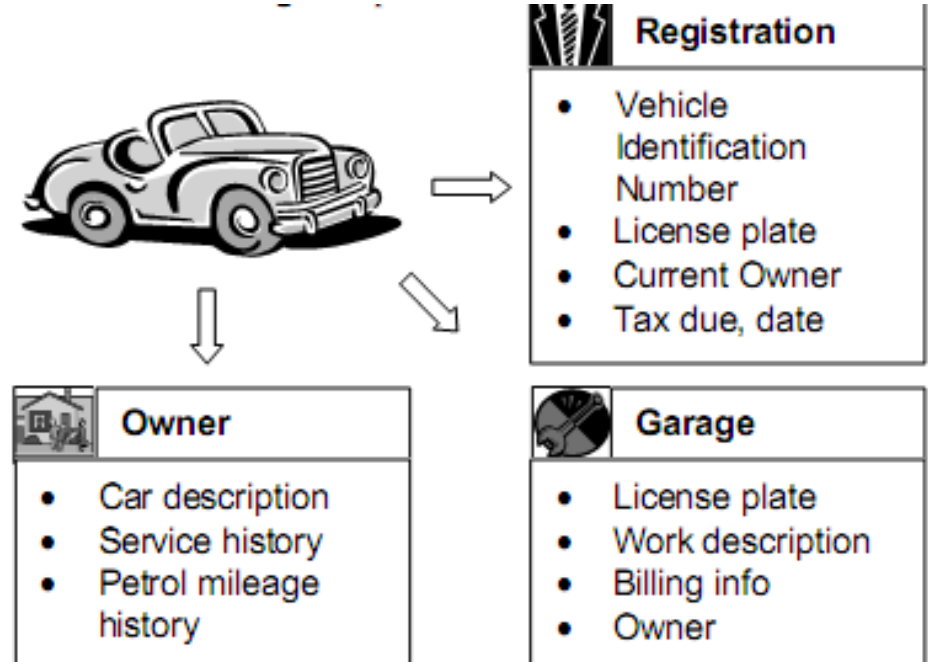 Registration
• Vehicle
Identification
Number
• License plate
• Current Owner
• Tax due, date
Owner
• Car description
• Service history
• Petrol mileage
history
Garage
• License plate
• Work description
• Billing info
• Owner